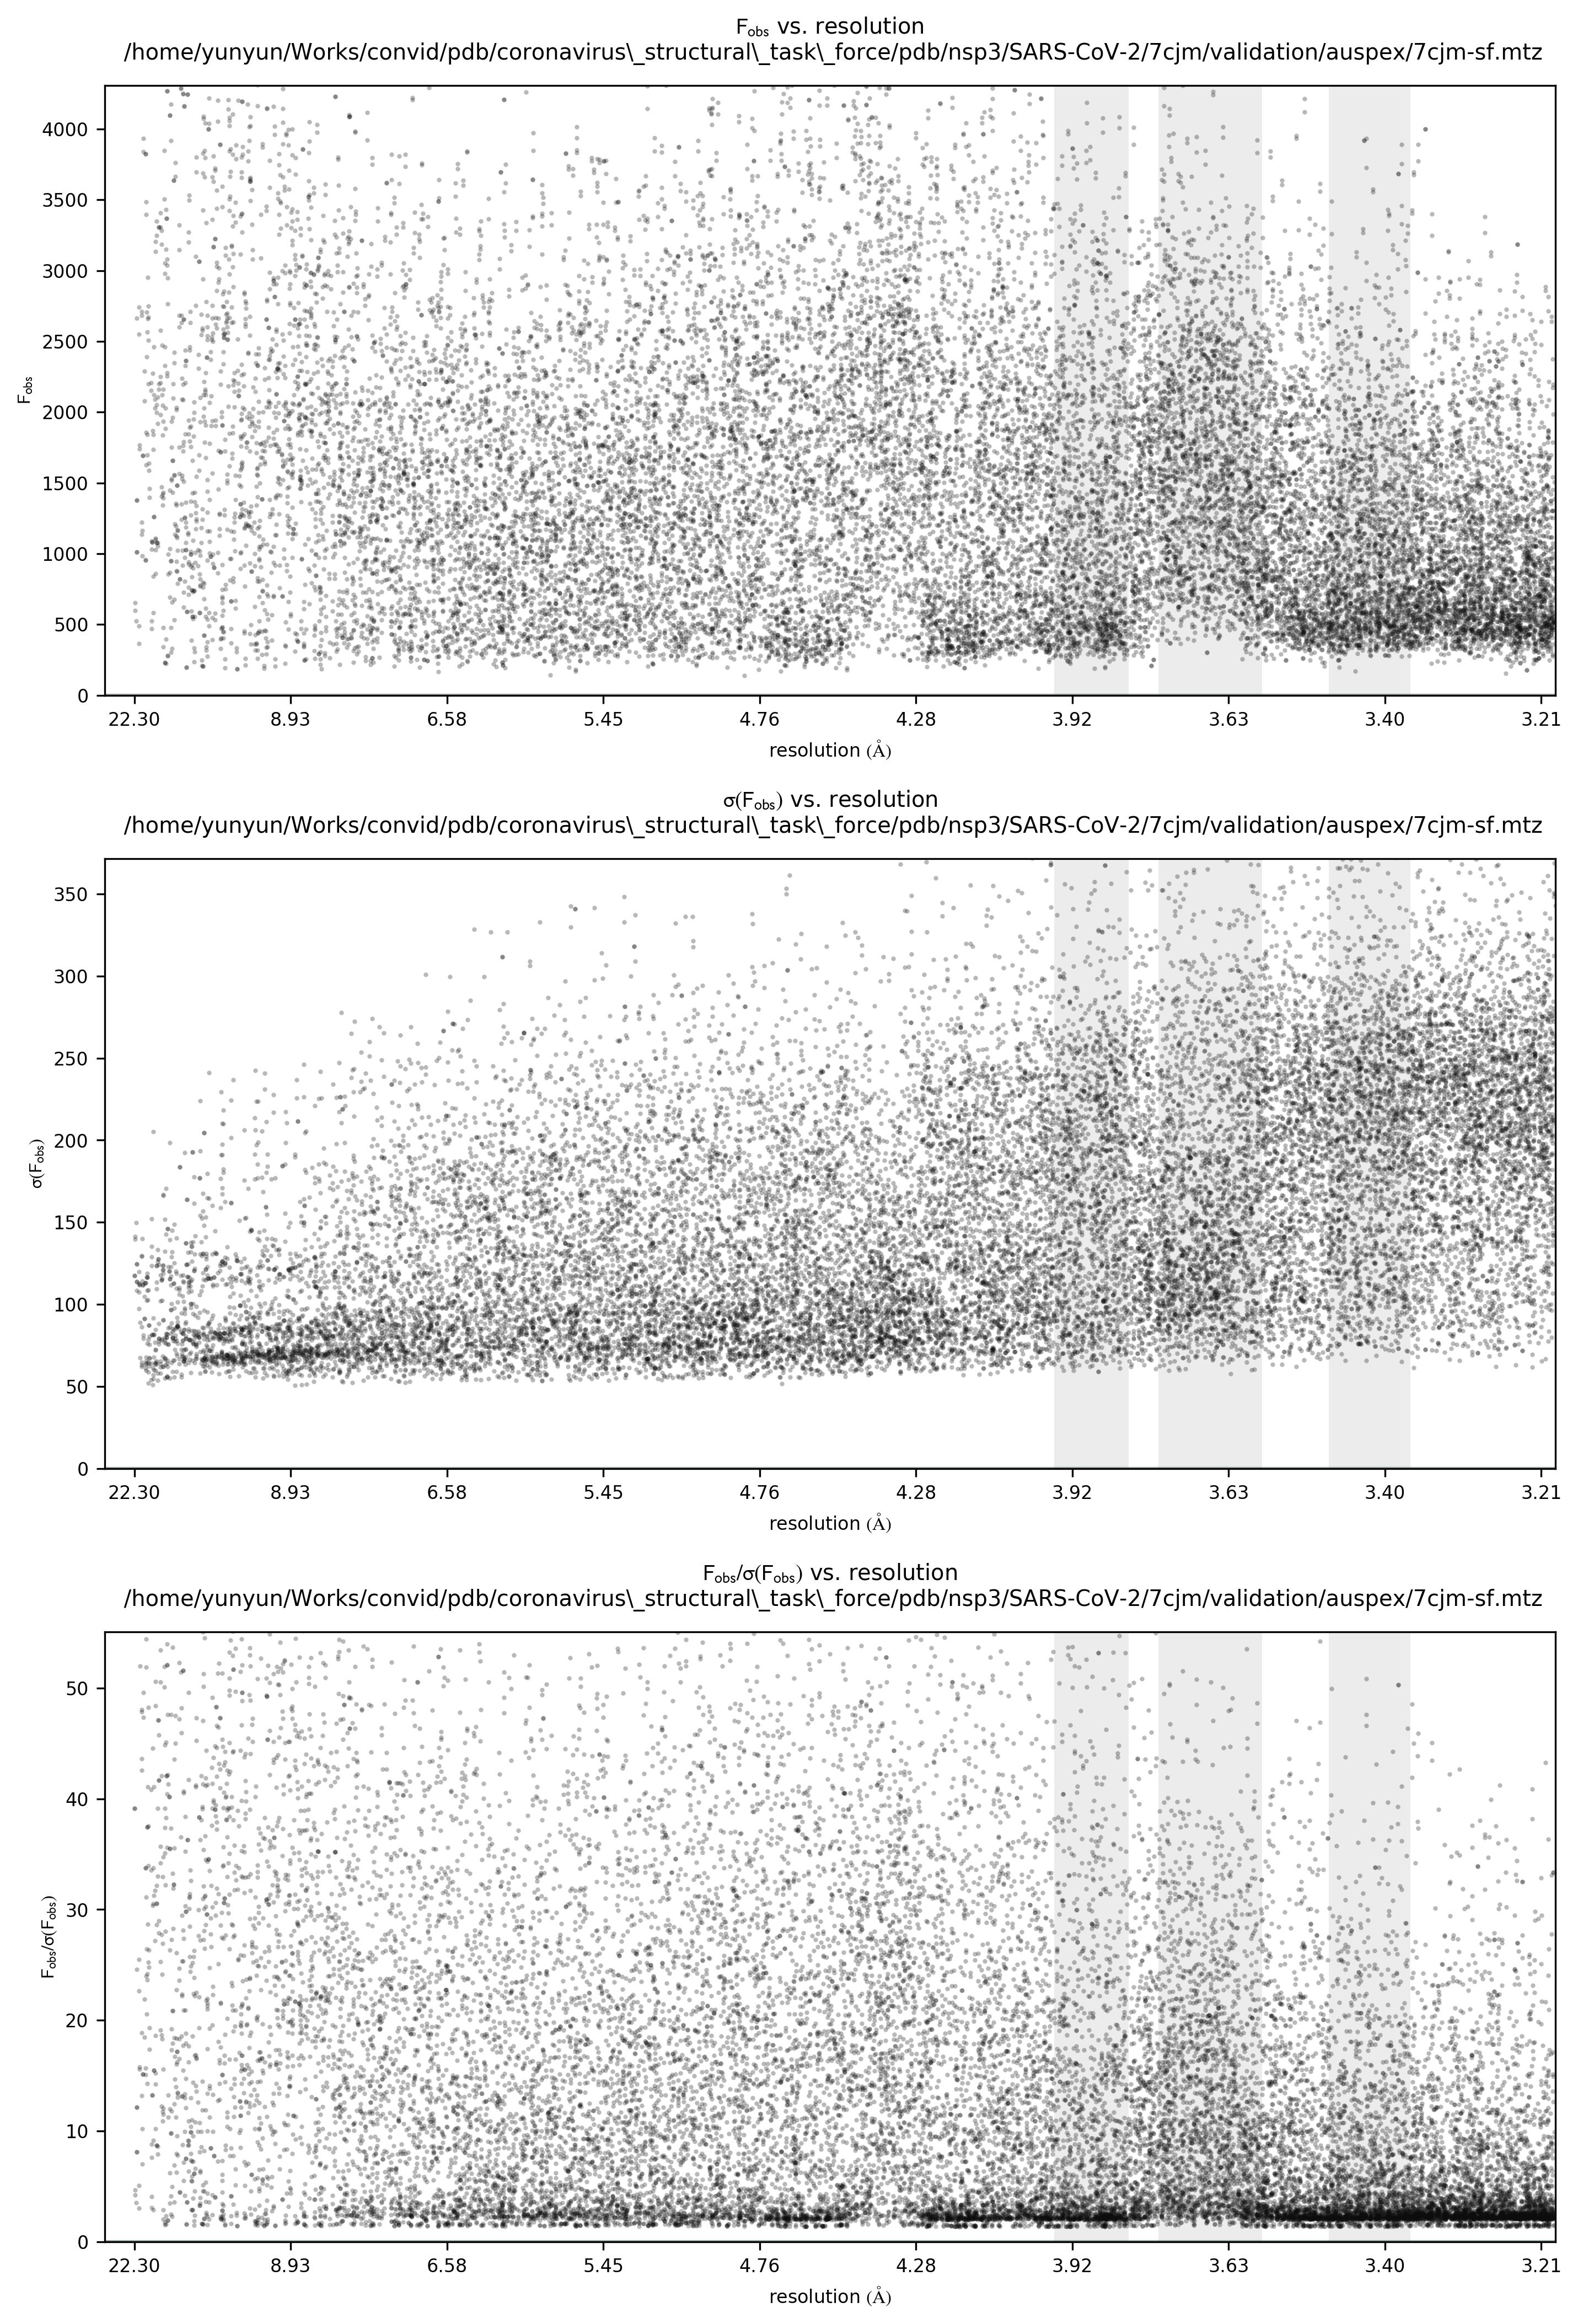 Fobs vs. resolution
/home/yunyun/Works/convid/pdb/coronavirus\_structural\_task\_force/pdb/nsp3/SARS-CoV-2/7cjm/validation/auspex/7cjm-sf.mtz
4000
3500
3000
2500
2000
1500
1000
500
0
Fobs
22.30 8.93 6.58 5.45 4.76 4.28 3.92 3.63 3.40 3.21
resolution (Å)
σ(Fobs) vs. resolution
/home/yunyun/Works/convid/pdb/coronavirus\_structural\_task\_force/pdb/nsp3/SARS-CoV-2/7cjm/validation/auspex/7cjm-sf.mtz
350
300
250
200
150
100
50
0
σ(Fobs)
22.30 8.93 6.58 5.45 4.76 4.28 3.92 3.63 3.40 3.21
resolution (Å)
Fobs/σ(Fobs) vs. resolution
/home/yunyun/Works/convid/pdb/coronavirus\_structural\_task\_force/pdb/nsp3/SARS-CoV-2/7cjm/validation/auspex/7cjm-sf.mtz
50
40
30
20
10
0
Fobs/σ(Fobs)
22.30 8.93 6.58 5.45 4.76 4.28 3.92 3.63 3.40 3.21
resolution (Å)